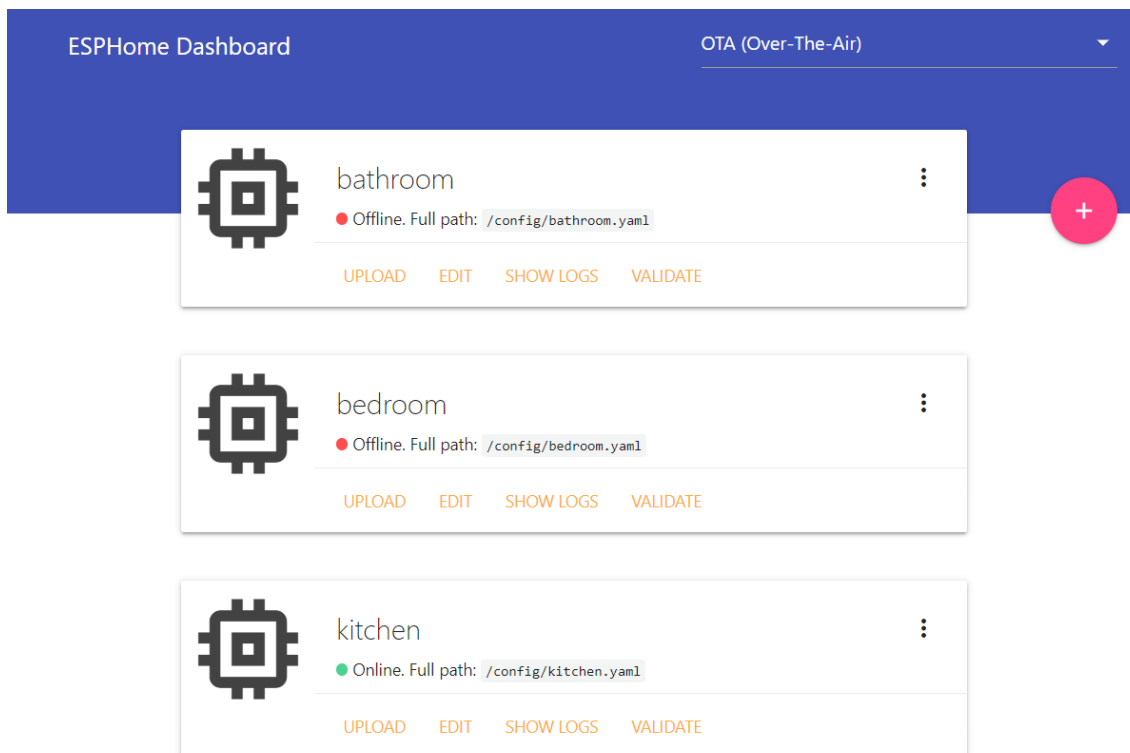 ESPHome Dashboard
OTA (Over-The-Air)
bathroom
Offline. Full path: /config/bathroom.yaml
UPLOAD EDIT SHOW LOGS VALIDATE
bedroom
Offline. Full path: /config/bedroom.yaml
UPLOAD EDIT SHOW LOGS VALIDATE
kitchen
Online. Full path: /config/kitchen.yaml
UPLOAD EDIT SHOW LOGS VALIDATE